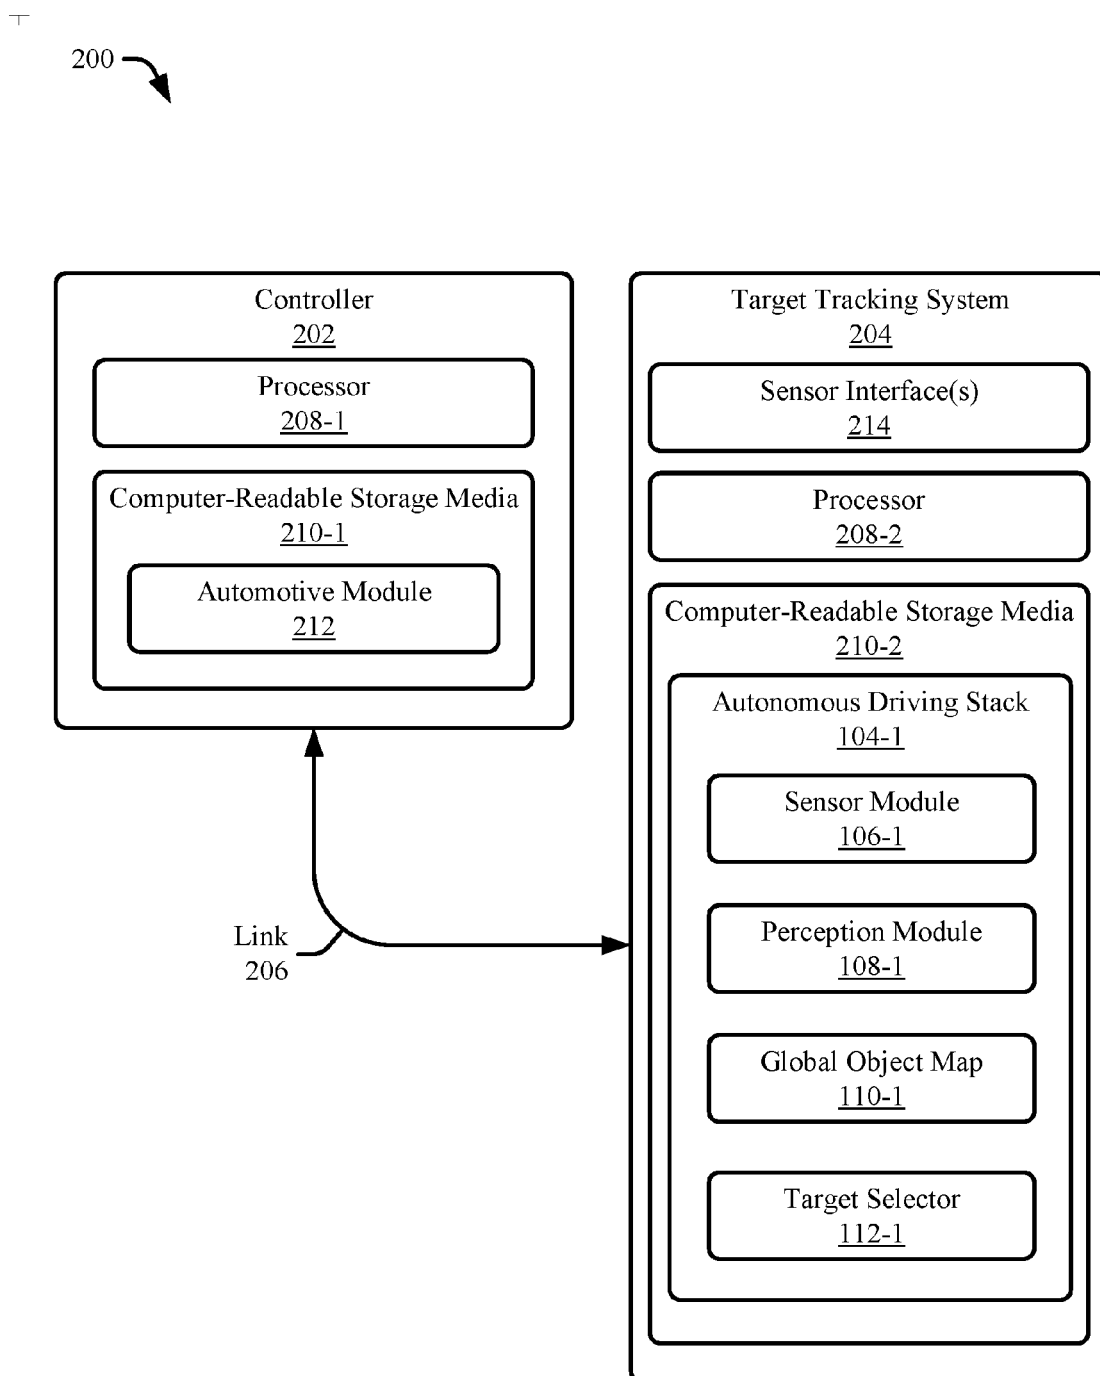 200
Controller
202
Processor
208-1
Computer-Readable Storage Media
210-1
Automotive Module
212
Link
206
Target Tracking System
204
Sensor Interface(s)
214
Processor
208-2
Computer-Readable Storage Media
210-2
Autonomous Driving Stack
104-1
Sensor Module
106-1
Perception Module
108-1
Global Object Map
110-1
Target Selector
112-1